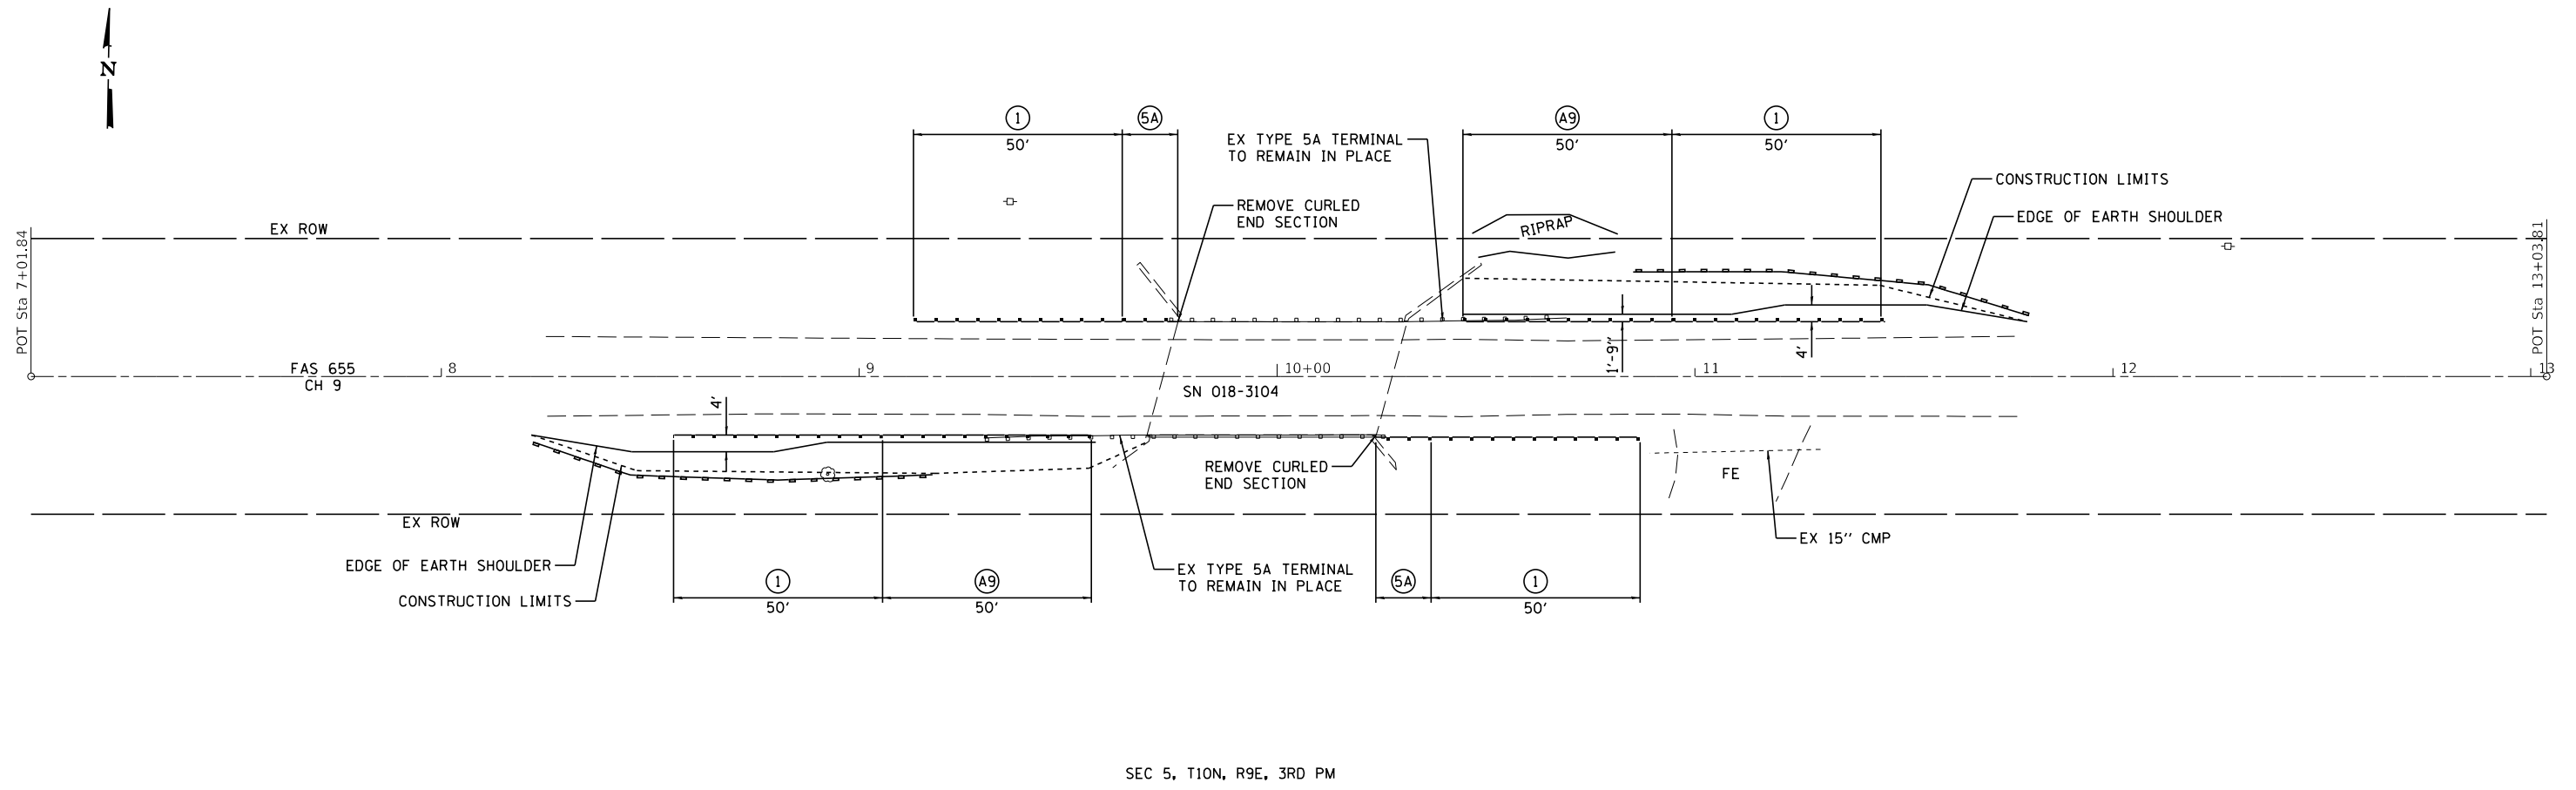 N
1
5A
A9
1
50'
50'
50'
EX TYPE 5A TERMINAL
TO REMAIN IN PLACE
REMOVE CURLED
END SECTION
CONSTRUCTION LIMITS
EDGE OF EARTH SHOULDER
RIPRAP
EX ROW
POT Sta 7+01.84
POT Sta 13+03.81
1'-9"
4'
FAS 655
CH 9
8
9
10+00
11
12
13
SN 018-3104
4'
REMOVE CURLED
END SECTION
FE
EX ROW
EX 15" CMP
EDGE OF EARTH SHOULDER
CONSTRUCTION LIMITS
EX TYPE 5A TERMINAL
TO REMAIN IN PLACE
1
A9
5A
1
50'
50'
50'
SEC 5, T10N, R9E, 3RD PM